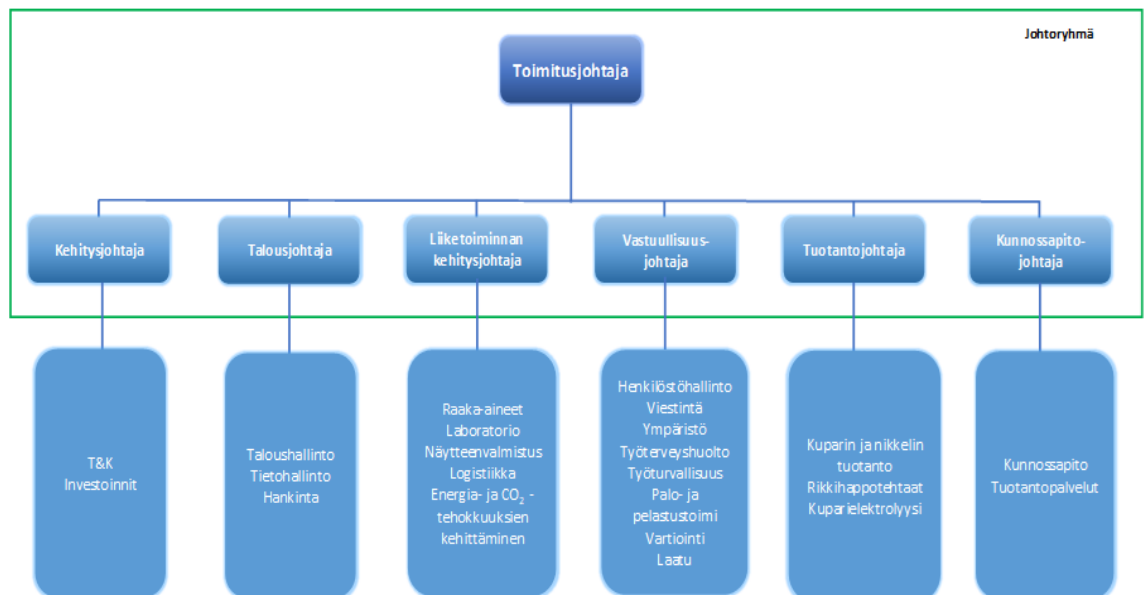 Johtoryhmä
Toimitusjohtaja
Kehitysjohtaja
Talousjohtaja
Liiketoiminnan
kehitysjohtaja
Vastuullisuus-
johtaja
Tuotantojohtaja
Kunnossapito-
johtaja
T&K
Investoinnit
Taloushallinto
Tietohallinto
Hankinta
Raaka-aineet
Laboratorio
Näytteenvalmistus
Logistiikka
Energia- ja CO₂ -
tehokkuuksien
kehittäminen
Henkilöstöhallinto
Viestintä
Ympäristö
Työterveyshuolto
Työturvallisuus
Palo- ja
pelastustoimi
Vartiointi
Laatu
Kuparin ja nikkelin
tuotanto
Rikkihappotehtaat
Kuparielektrolyysi
Kunnossapito
Tuotantopalvelut